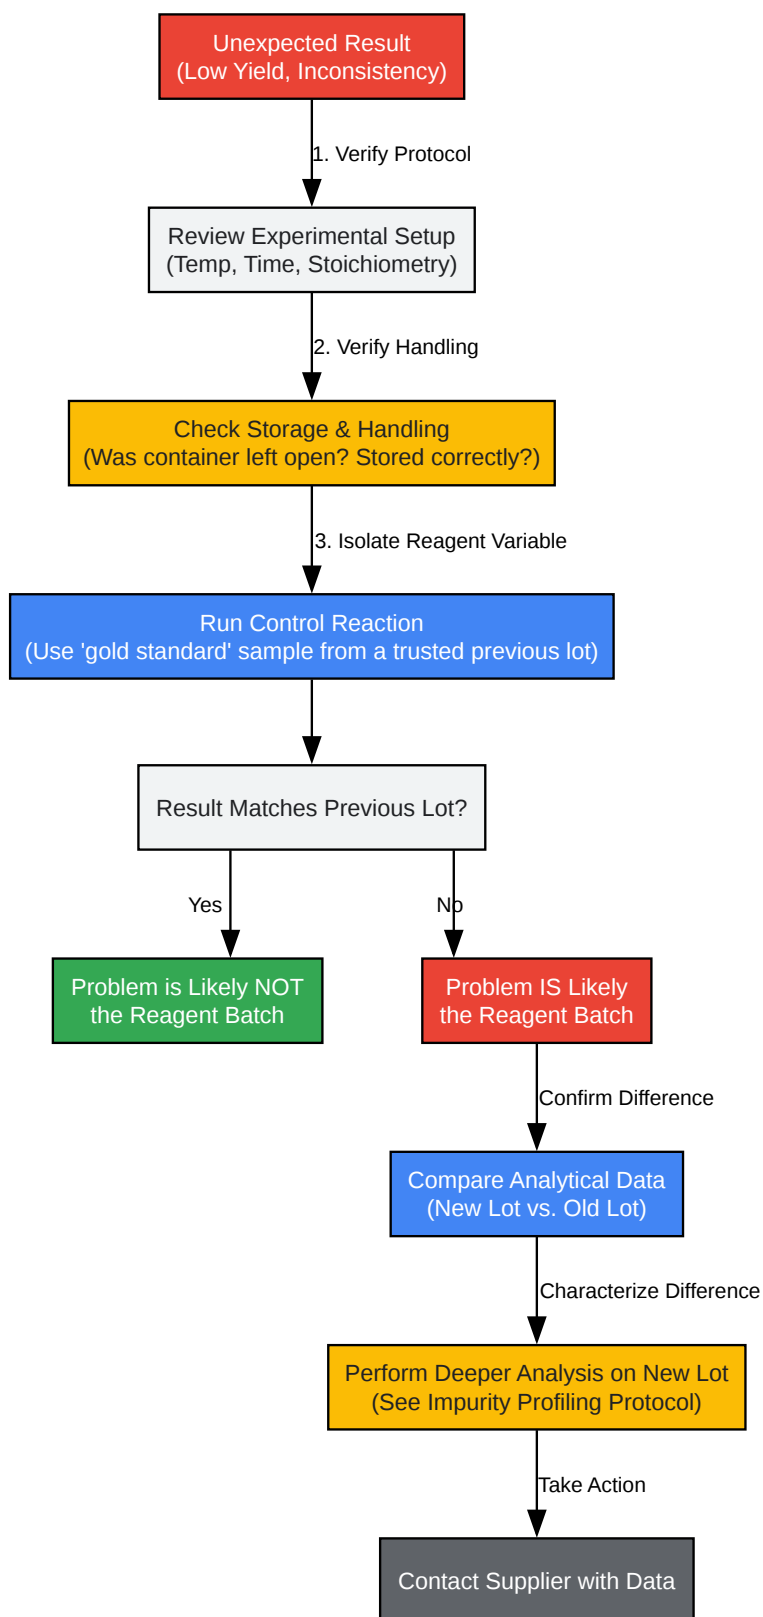 Unexpected Result
(Low Yield, Inconsistency)
1. Verify Protocol
Review Experimental Setup
(Temp, Time, Stoichiometry)
2. Verify Handling
Check Storage & Handling
(Was container left open? Stored correctly?)
3. Isolate Reagent Variable
Run Control Reaction
(Use 'gold standard' sample from a trusted previous lot)
Result Matches Previous Lot?
Yes
No
Problem is Likely NOT
the Reagent Batch
Problem IS Likely
the Reagent Batch
Confirm Difference
Compare Analytical Data
(New Lot vs. Old Lot)
Characterize Difference
Perform Deeper Analysis on New Lot
(See Impurity Profiling Protocol)
Take Action
Contact Supplier with Data